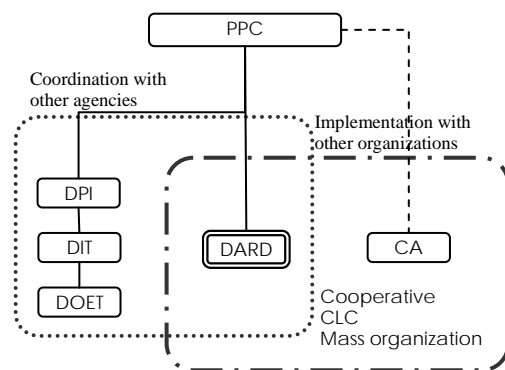 PPC
Coordination with
other agencies
Implementation with
other organizations
DPI
DIT
DARD
CA
DOET
Cooperative
CLC
Mass organization